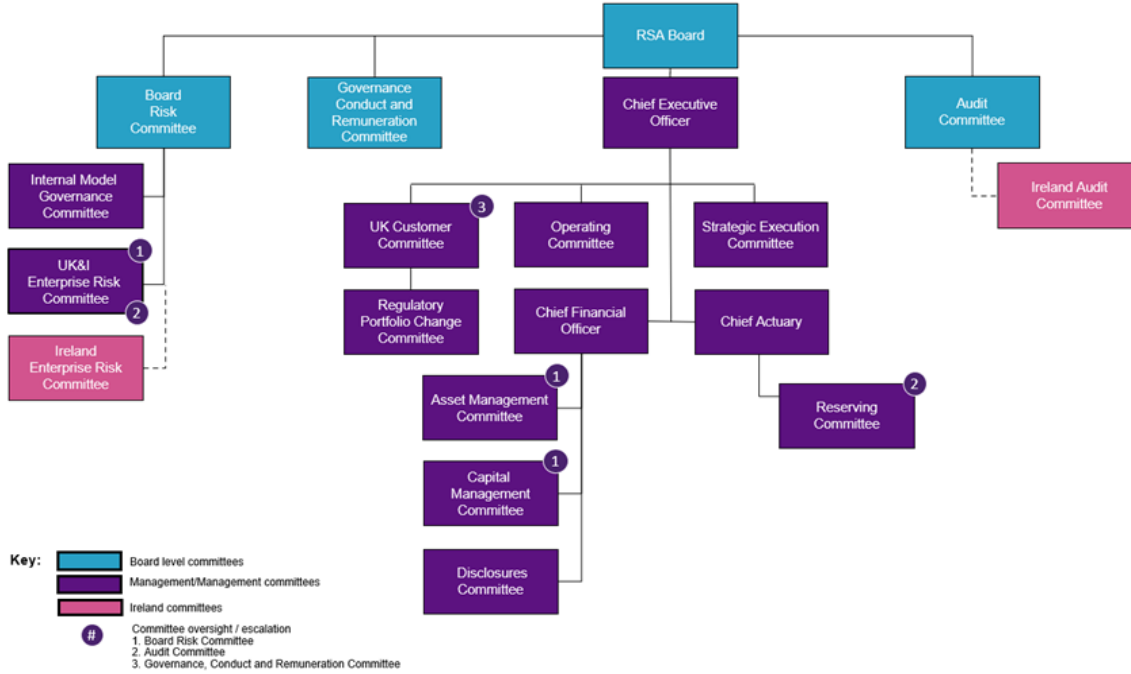 RSA Board
Board
Risk
Committee
Governance
Conduct and
Remuneration
Committee
Chief Executive
Officer
Audit
Committee
Internal Model
Governance
Committee
Ireland Audit
Committee
UK Customer
Committee
3
Operating
Committee
Strategic Execution
Committee
UK&I
Enterprise Risk
Committee
1
2
Regulatory
Portfolio Change
Committee
Chief Financial
Officer
Chief Actuary
Ireland
Enterprise Risk
Committee
Asset Management
Committee
1
Reserving
Committee
2
Capital
Management
Committee
1
Disclosures
Committee
Key:
Board level committees
Management/Management committees
Ireland committees
#
Committee oversight / escalation
1. Board Risk Committee
2. Audit Committee
3. Governance, Conduct and Remuneration Committee